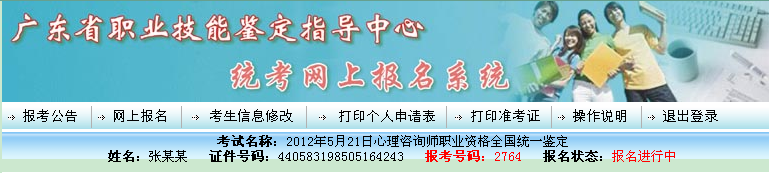 广东省职业技能鉴定指导中心
统考网上报名系统
报考公告 网上报名 考生信息修改 打印个人申请表 打印准考证 操作说明 退出登录
考试名称：2012年5月21日心理咨询师职业资格全国统一鉴定
姓名：张某某 证件号码：440583198505164243 报考号码：2764 报名状态：报名进行中